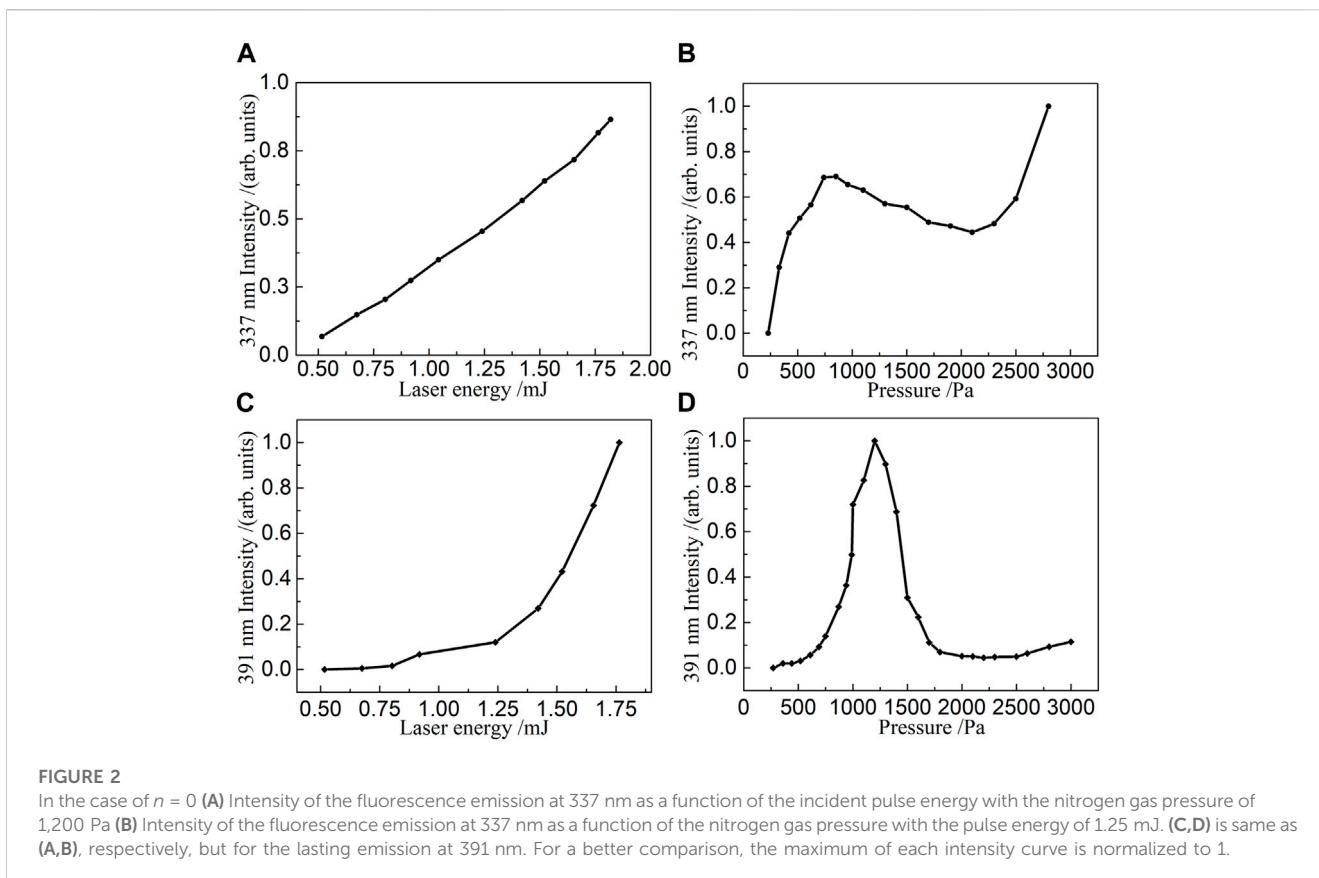 A
337 nm Intensity /(arb. units)
1.0
0.8
0.5
0.3
0.0
0.50 0.75 1.00 1.25 1.50 1.75 2.00
Laser energy /mJ
B
337 nm Intensity /(arb. units)
1.0
0.8
0.6
0.4
0.2
0.0
0 500 1000 1500 2000 2500 3000
Pressure /Pa
C
391 nm Intensity /(arb. units)
1.0
0.8
0.6
0.4
0.2
0.0
0.50 0.75 1.00 1.25 1.50 1.75
Laser energy /mJ
D
391 nm Intensity /(arb. units)
1.0
0.8
0.6
0.4
0.2
0.0
0 500 1000 1500 2000 2500 3000
Pressure /Pa
FIGURE 2
In the case of n = 0 (A) Intensity of the fluorescence emission at 337 nm as a function of the incident pulse energy with the nitrogen gas pressure of
1,200 Pa (B) Intensity of the fluorescence emission at 337 nm as a function of the nitrogen gas pressure with the pulse energy of 1.25 mJ. (C,D) is same as
(A,B), respectively, but for the lasting emission at 391 nm. For a better comparison, the maximum of each intensity curve is normalized to 1.